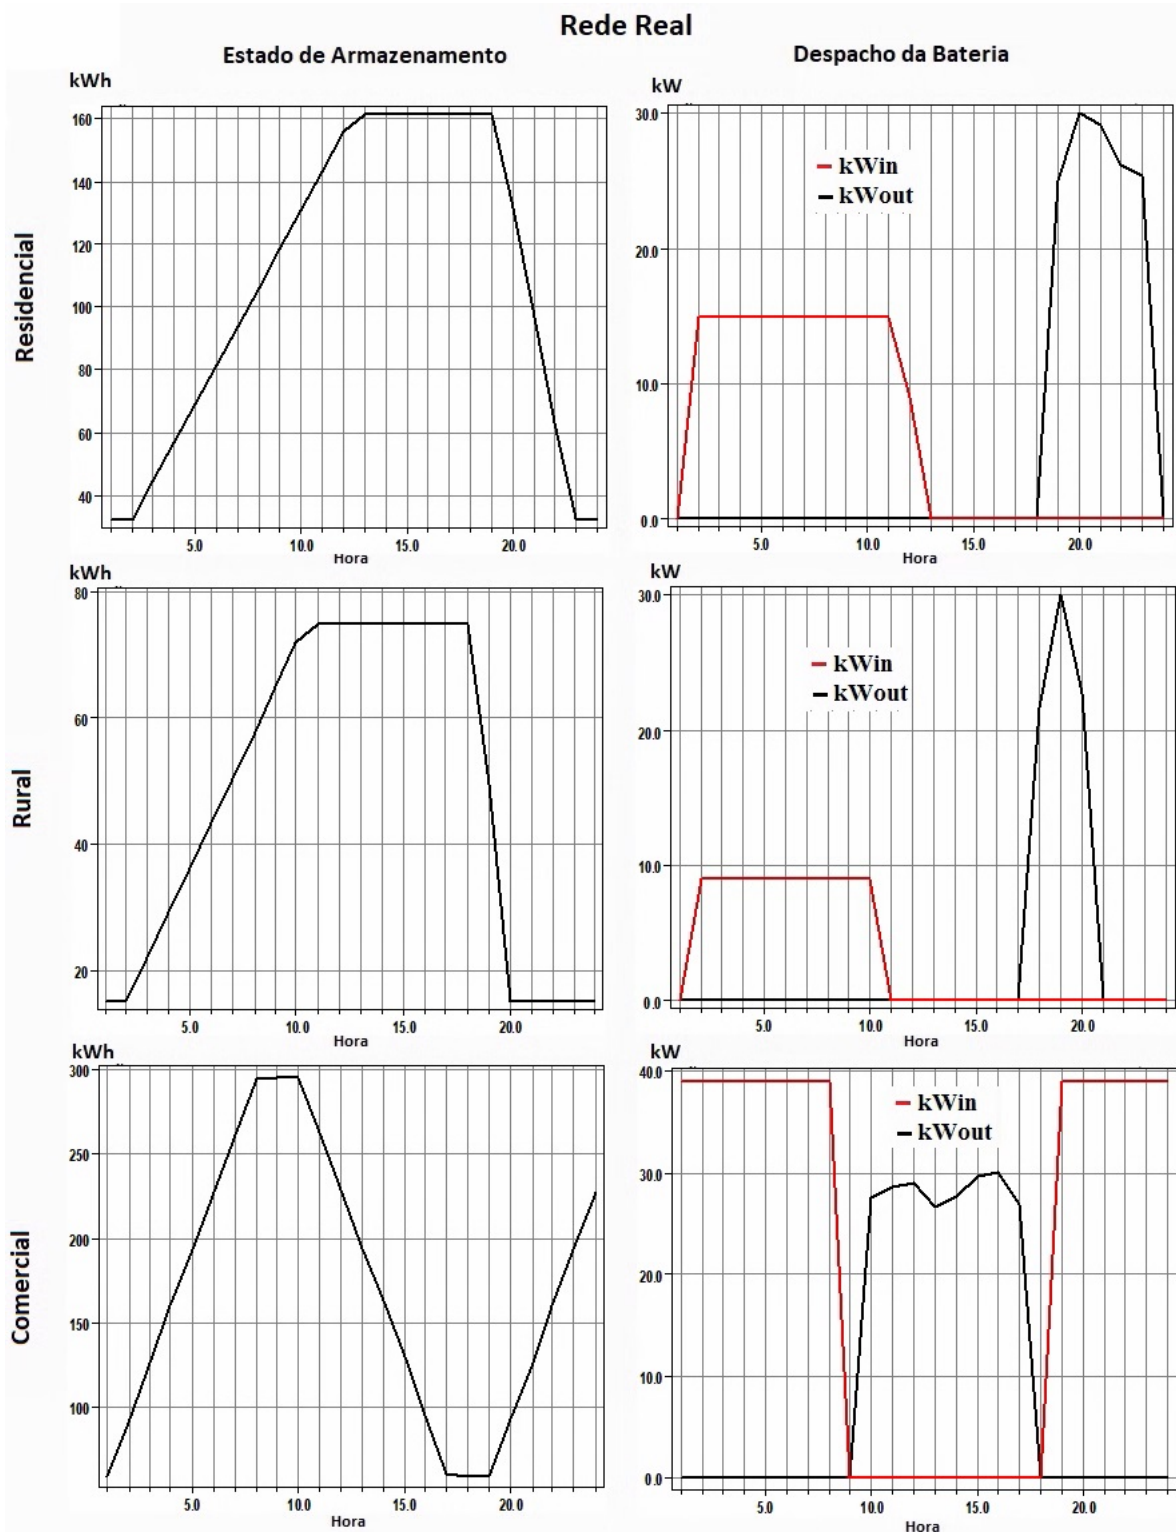 Rede Real
Estado de Armazenamento
Despacho da Bateria
Residencial
kWh
160
140
120
100
80
60
40
5.0 10.0 15.0 20.0
Hora
kW
30.0
20.0
10.0
0.0
kWin
kWout
5.0 10.0 15.0 20.0
Hora
Rural
kWh
80
60
40
20
5.0 10.0 15.0 20.0
Hora
kW
30.0
20.0
10.0
0.0
kWin
kWout
5.0 10.0 15.0 20.0
Hora
Comercial
kWh
300
250
200
150
100
5.0 10.0 15.0 20.0
Hora
kW
40.0
30.0
20.0
10.0
0.0
kWin
kWout
5.0 10.0 15.0 20.0
Hora